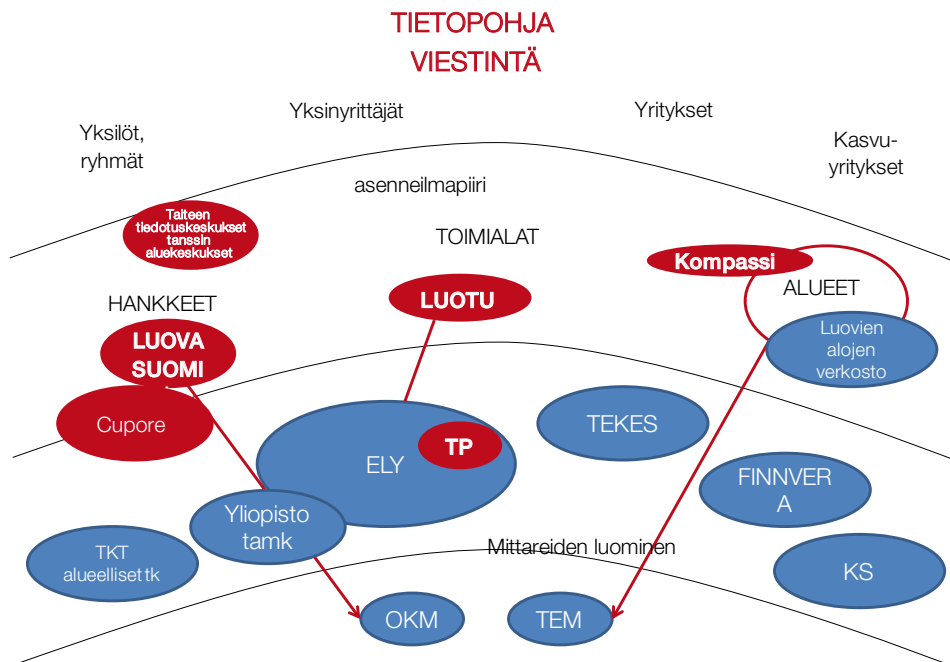 TIETOPOHJA
VIESTINTÄ
Yksilöt,
ryhmät
Yksinyrittäjät
Yritykset
Kasvu-
yritykset
asenneilmapiiri
Taiteen
tiedotuskeskukset
tanssin
aluekeskukset
TOIMIALAT
Kompassi
ALUEET
HANKKEET
LUOTU
LUOVA
SUOMI
Luovien
alojen
verkosto
Cupore
TEKES
ELY
TP
FINNVER
A
Yliopisto
tamk
TKT
alueelliset tk
Mittareiden luominen
KS
OKM
TEM